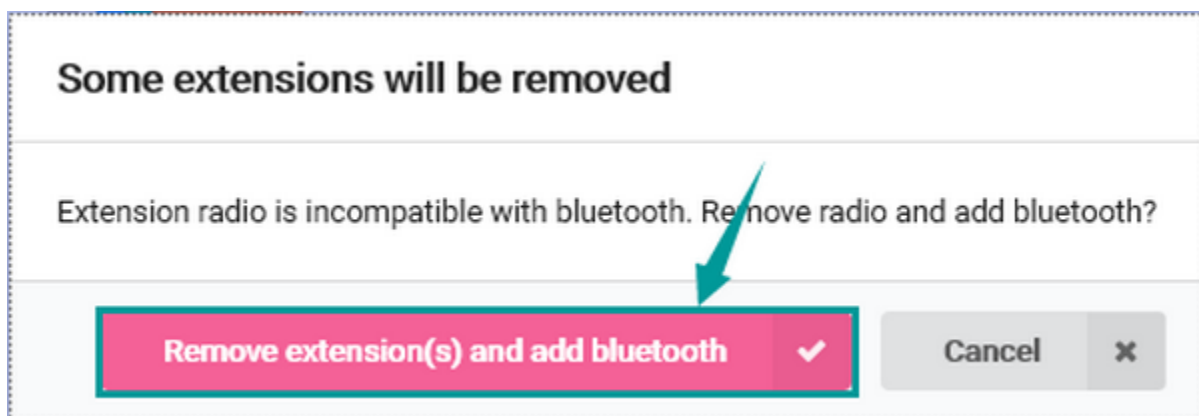 Some extensions will be removed
Extension radio is incompatible with bluetooth. Remove radio and add bluetooth?
Remove extension(s) and add bluetooth
Cancel